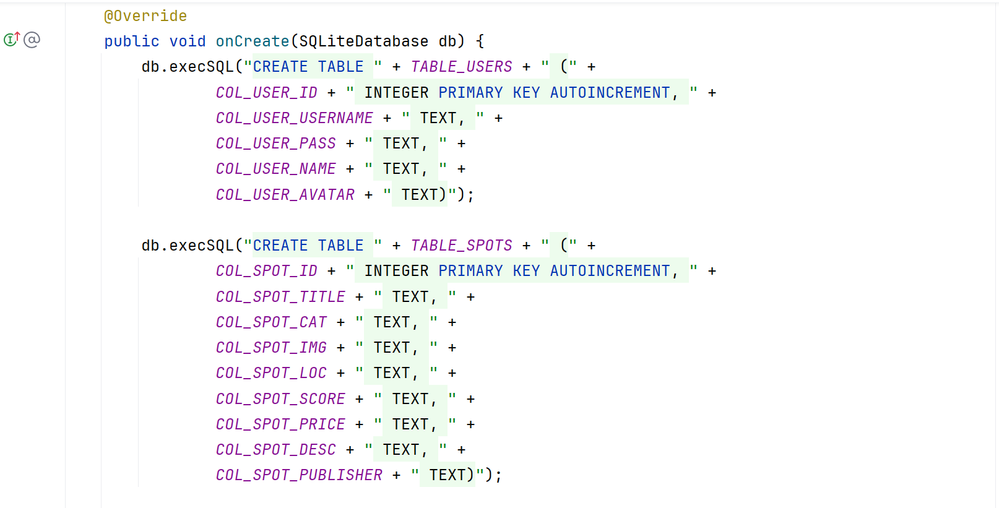 @Override
public void onCreate(SQLiteDatabase db) {
db.execSQL("CREATE TABLE " + TABLE_USERS + " (" +
COL_USER_ID + " INTEGER PRIMARY KEY AUTOINCREMENT, " +
COL_USER_USERNAME + " TEXT, " +
COL_USER_PASS + " TEXT, " +
COL_USER_NAME + " TEXT, " +
COL_USER_AVATAR + " TEXT)");
db.execSQL("CREATE TABLE " + TABLE_SPOTS + " (" +
COL_SPOT_ID + " INTEGER PRIMARY KEY AUTOINCREMENT, " +
COL_SPOT_TITLE + " TEXT, " +
COL_SPOT_CAT + " TEXT, " +
COL_SPOT_IMG + " TEXT, " +
COL_SPOT_LOC + " TEXT, " +
COL_SPOT_SCORE + " TEXT, " +
COL_SPOT_PRICE + " TEXT, " +
COL_SPOT_DESC + " TEXT, " +
COL_SPOT_PUBLISHER + " TEXT)");